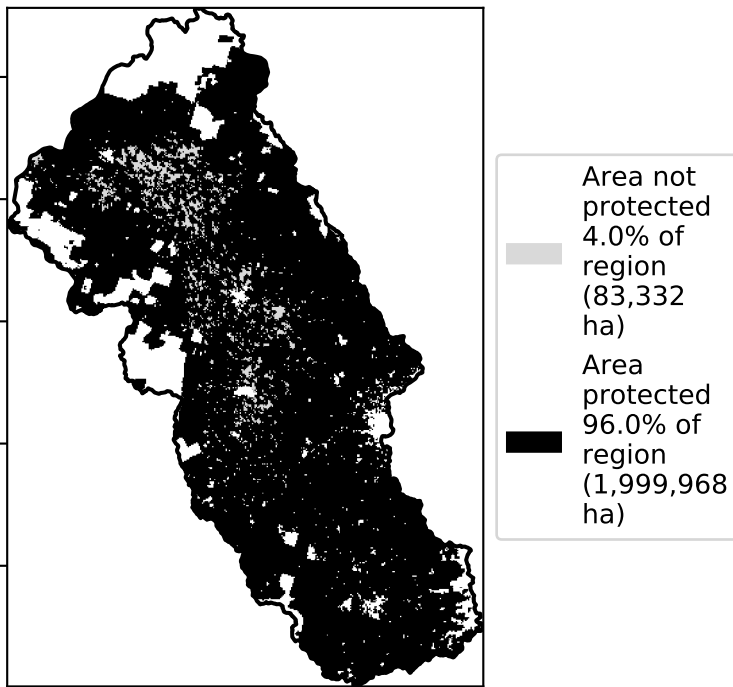 Area not
protected
4.0% of
region
(83,332
ha)
Area
protected
96.0% of
region
(1,999,968
ha)